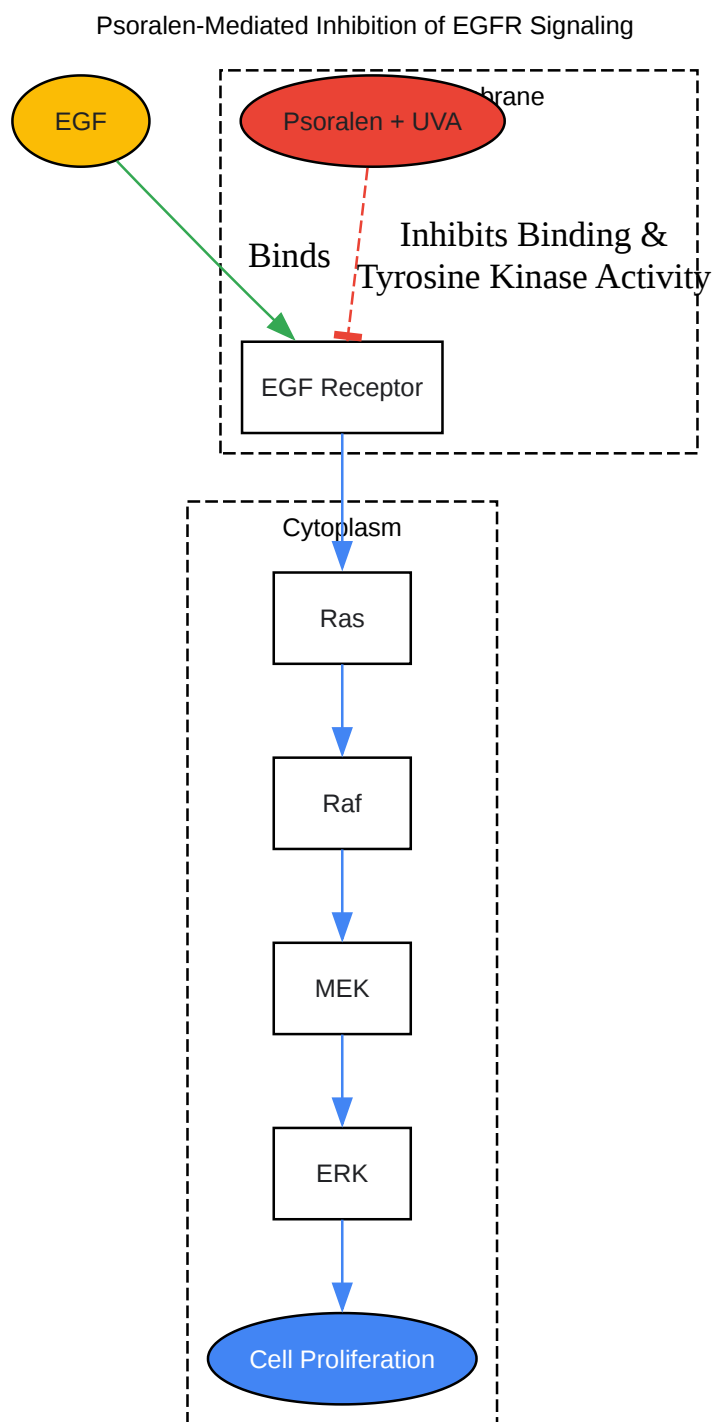 Psoralen-Mediated Inhibition of EGFR Signaling
EGF
Psoralen + UVA
Binds
Inhibits Binding &
Tyrosine Kinase Activity
EGF Receptor
Cytoplasm
Ras
Raf
MEK
ERK
Cell Proliferation